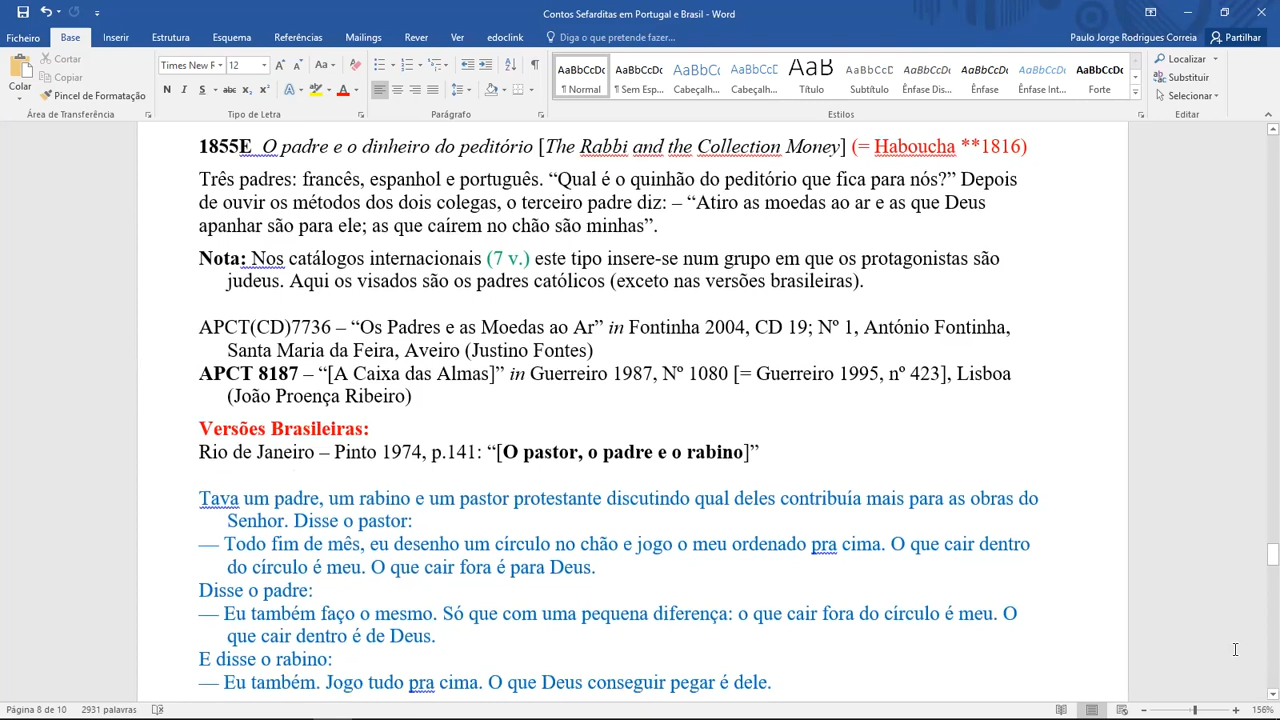 Contos Sefarditas em Portugal e Brasil - Word
Ficheiro Base Inserir Estrutura Esquema Referências Mailings Rever Ver edoclink Diga o que pretende fazer... Paulo Jorge Rodrigues Correia Partilhar
Cortar
Copiar
Pincel de Formatação
Colar
Times New R 12
AaBbCcDc AaBbCcDc AaBbCcDc AaBbCcDc AaB AaBbCcDc AaBbCcDc AaBbCcDc AaBbCcDc AaBbCcDc
¶ Normal ¶ Sem Esp... Cabeçalh... Cabeçalh... Título Subtítulo Ênfase Dis... Ênfase Ênfase Int... Forte
Localizar
Substituir
Selecionar
Área de Transferência Tipo de Letra Parágrafo Estilos Editar
1855E O padre e o dinheiro do peditório [The Rabbi and the Collection Money] (= Haboucha **1816)
Três padres: francês, espanhol e português. “Qual é o quinhão do peditório que fica para nós?” Depois
de ouvir os métodos dos dois colegas, o terceiro padre diz: – “Atiro as moedas ao ar e as que Deus
apanhar são para ele; as que caírem no chão são minhas”.
Nota: Nos catálogos internacionais (7 v.) este tipo insere-se num grupo em que os protagonistas são
judeus. Aqui os visados são os padres católicos (exceto nas versões brasileiras).
APCT(CD)7736 – “Os Padres e as Moedas ao Ar” in Fontinha 2004, CD 19; Nº 1, António Fontinha,
Santa Maria da Feira, Aveiro (Justino Fontes)
APCT 8187 – “[A Caixa das Almas]” in Guerreiro 1987, Nº 1080 [= Guerreiro 1995, nº 423], Lisboa
(João Proença Ribeiro)
Versões Brasileiras:
Rio de Janeiro – Pinto 1974, p.141: “[O pastor, o padre e o rabino]”
Tava um padre, um rabino e um pastor protestante discutindo qual deles contribuía mais para as obras do
Senhor. Disse o pastor:
— Todo fim de mês, eu desenho um círculo no chão e jogo o meu ordenado pra cima. O que cair dentro
do círculo é meu. O que cair fora é para Deus.
Disse o padre:
— Eu também faço o mesmo. Só que com uma pequena diferença: o que cair fora do círculo é meu. O
que cair dentro é de Deus.
E disse o rabino:
— Eu também. Jogo tudo pra cima. O que Deus conseguir pegar é dele.
Página 8 de 10 2931 palavras 156%